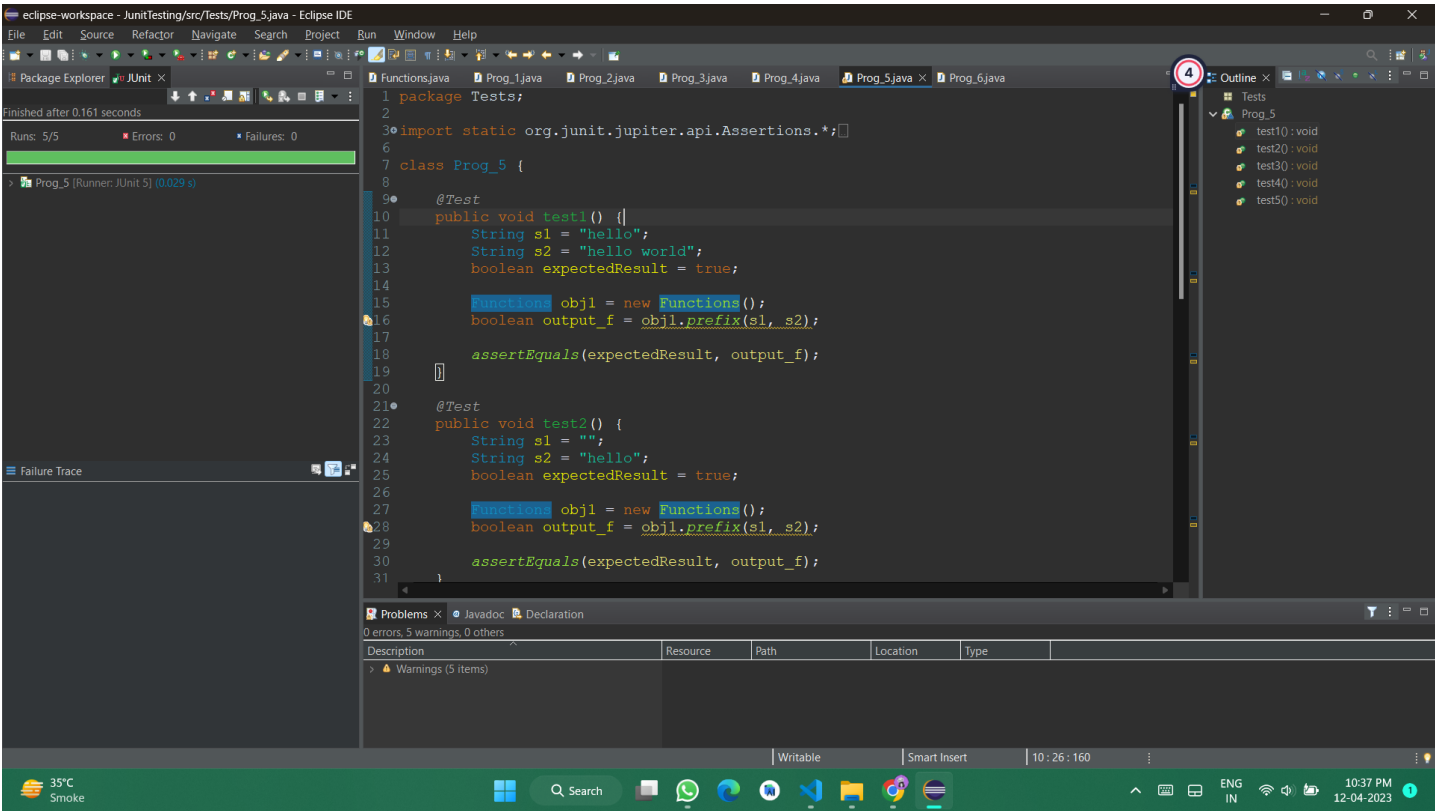 eclipse-workspace - JunitTesting/src/Tests/Prog_5.java - Eclipse IDE
File Edit Source Refactor Navigate Search Project Run Window Help
Package Explorer JUnit
Finished after 0.161 seconds
Runs: 5/5 Errors: 0 Failures: 0
Prog_5 [Runner: JUnit 5] (0.029 s)
Failure Trace
Functions.java Prog_1.java Prog_2.java Prog_3.java Prog_4.java Prog_5.java Prog_6.java
1 package Tests;
2
3 import static org.junit.jupiter.api.Assertions.*;
6
7 class Prog_5 {
8
9 @Test
10 public void test1() {
11 String s1 = "hello";
12 String s2 = "hello world";
13 boolean expectedResult = true;
14
15 Functions obj1 = new Functions();
16 boolean output_f = obj1.prefix(s1, s2);
17
18 assertEquals(expectedResult, output_f);
19 }
20
21 @Test
22 public void test2() {
23 String s1 = "";
24 String s2 = "hello";
25 boolean expectedResult = true;
26
27 Functions obj1 = new Functions();
28 boolean output_f = obj1.prefix(s1, s2);
29
30 assertEquals(expectedResult, output_f);
31 }
4
Outline
Tests
Prog_5
test1() : void
test2() : void
test3() : void
test4() : void
test5() : void
Problems Javadoc Declaration
0 errors, 5 warnings, 0 others
Description Resource Path Location Type
Warnings (5 items)
Writable Smart Insert 10 : 26 : 160
35°C
Smoke
Search
ENG
IN
10:37 PM
12-04-2023
1